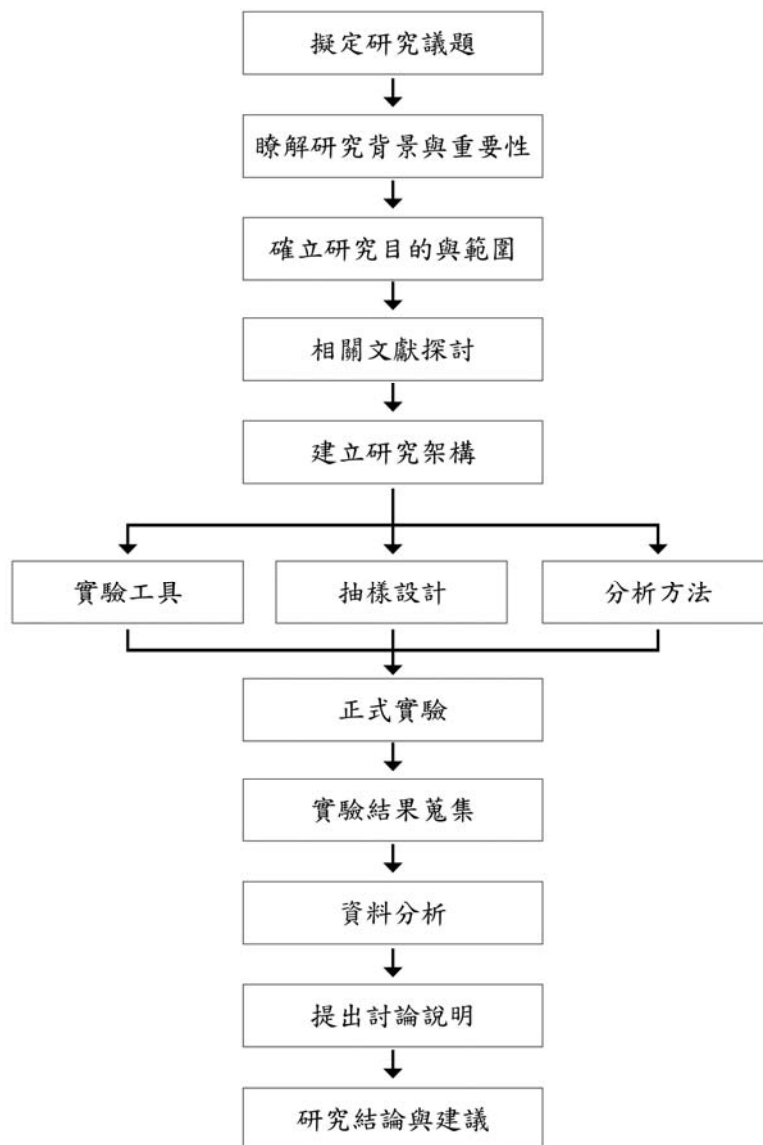 擬定研究議題
瞭解研究背景與重要性
確立研究目的與範圍
相關文獻探討
建立研究架構
實驗工具
抽樣設計
分析方法
正式實驗
實驗結果蒐集
資料分析
提出討論說明
研究結論與建議